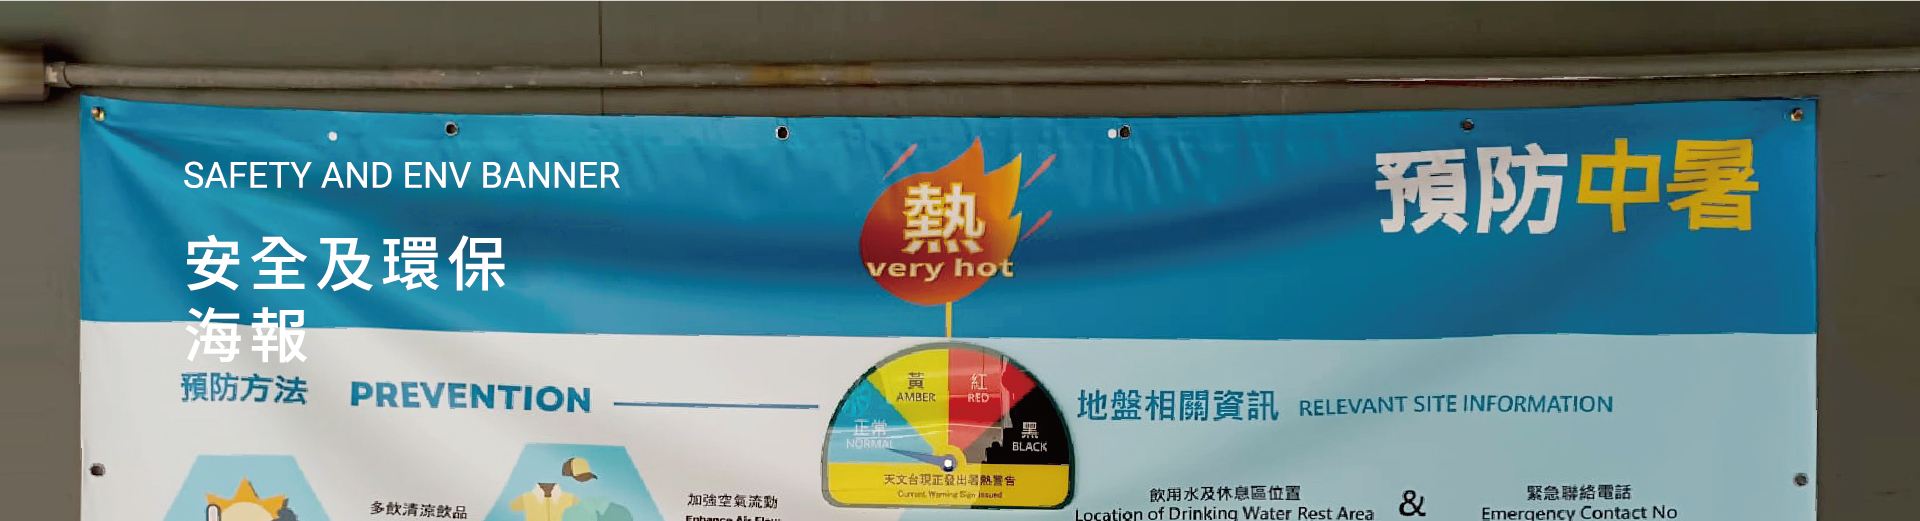 SAFETY AND ENV BANNER
安全及環保
海報
預防中暑
熱
very hot
預防方法 PREVENTION
黃
AMBER
紅
RED
正常
NORMAL
黑
BLACK
天文台現正發出暑熱警告
Current Warning Sign Issued
地盤相關資訊 RELEVANT SITE INFORMATION
多飲清涼飲品
加強空氣流動
Enhance Air Flow
飲用水及休息區位置
Location of Drinking Water Rest Area
&
緊急聯絡電話
Emergency Contact No